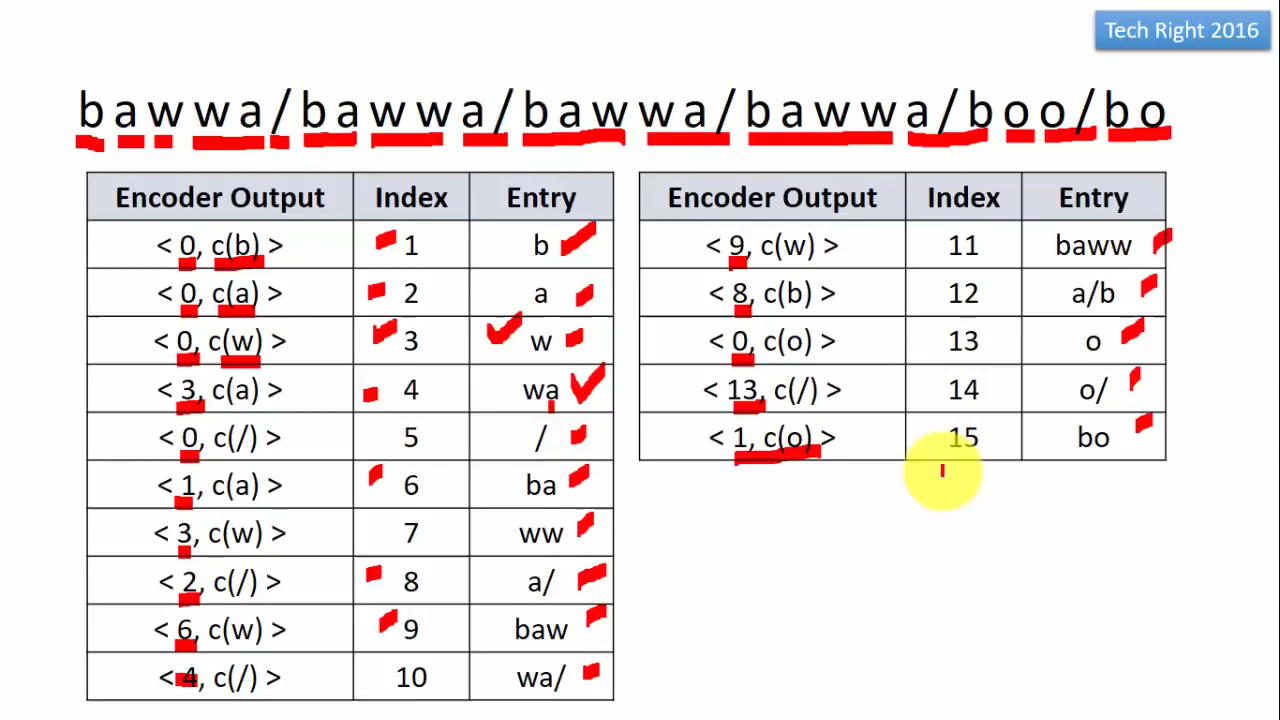 Tech Right 2016
bawwa/bawwa/bawwa/bawwa/boo/bo
Encoder Output Index Entry
< 0, c(b) > 1 b
< 0, c(a) > 2 a
< 0, c(w) > 3 w
< 3, c(a) > 4 wa
< 0, c(/) > 5 /
< 1, c(a) > 6 ba
< 3, c(w) > 7 ww
< 2, c(/) > 8 a/
< 6, c(w) > 9 baw
< 4, c(/) > 10 wa/
Encoder Output Index Entry
< 9, c(w) > 11 baww
< 8, c(b) > 12 a/b
< 0, c(o) > 13 o
< 13, c(/) > 14 o/
< 1, c(o) > 15 bo